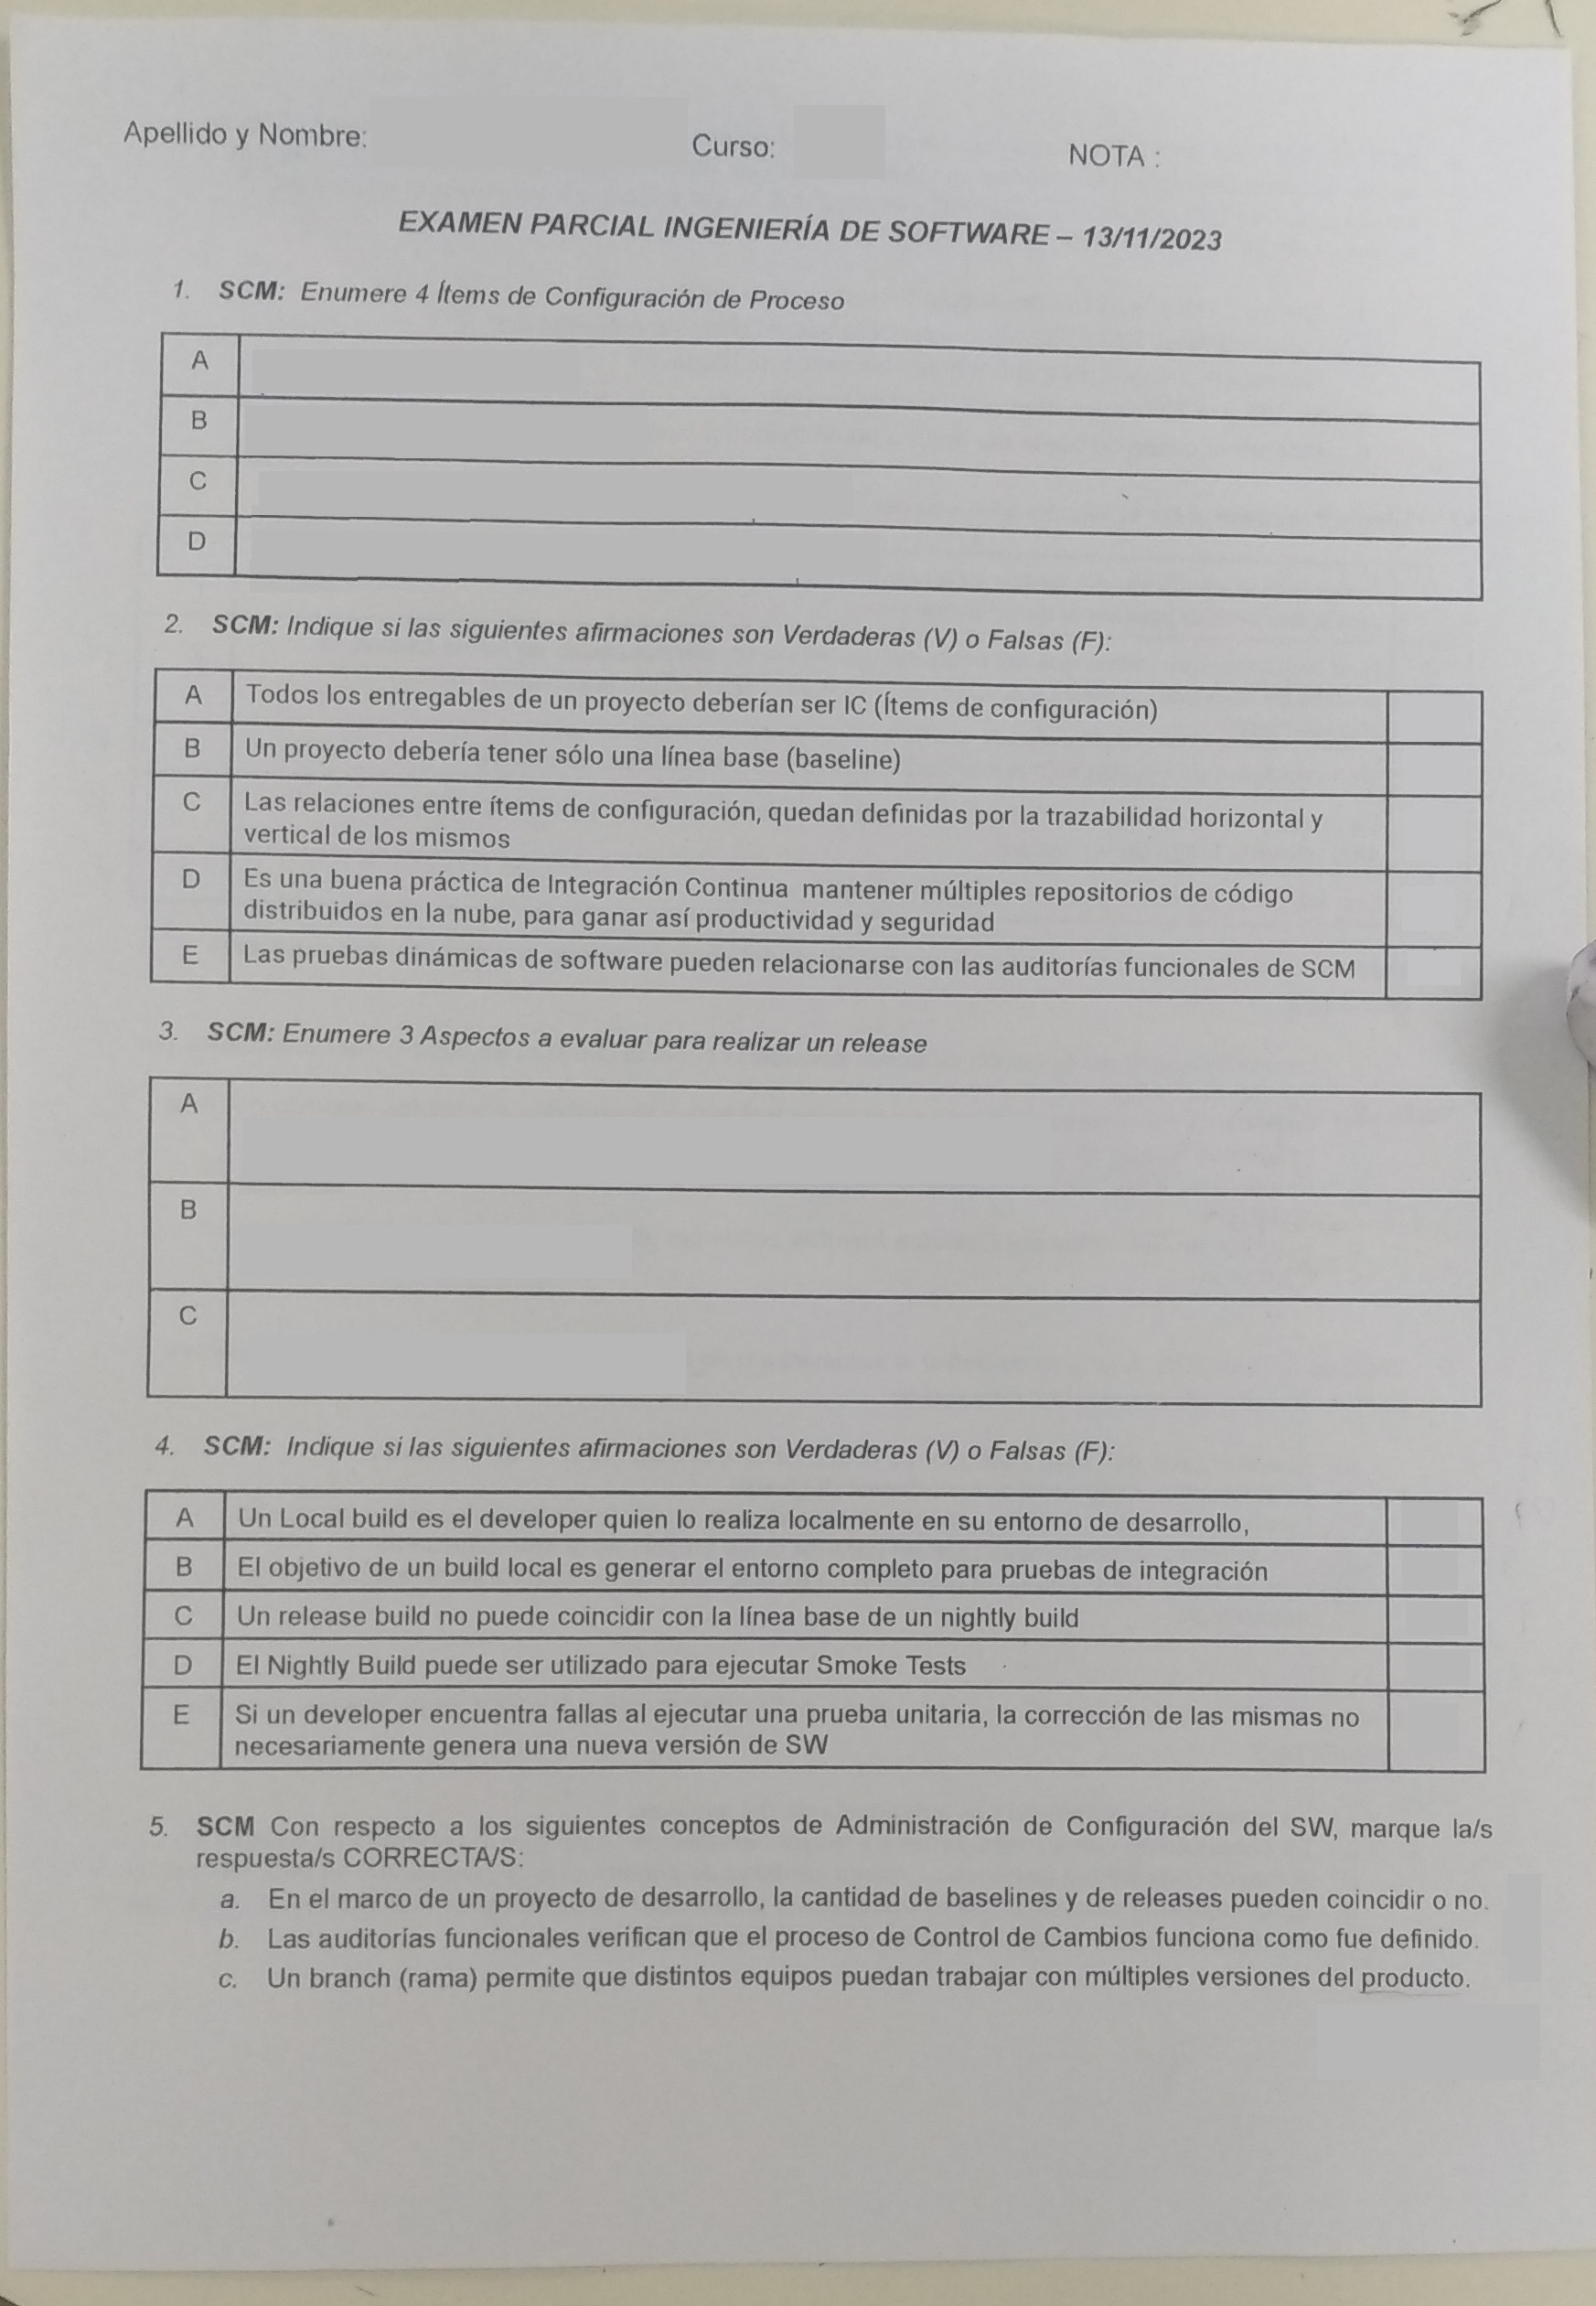 Apellido y Nombre: Curso: NOTA :
EXAMEN PARCIAL INGENIERÍA DE SOFTWARE – 13/11/2023
1. SCM: Enumere 4 Ítems de Configuración de Proceso
A
B
C
D
2. SCM: Indique si las siguientes afirmaciones son Verdaderas (V) o Falsas (F):
A Todos los entregables de un proyecto deberían ser IC (Ítems de configuración)
B Un proyecto debería tener sólo una línea base (baseline)
C Las relaciones entre ítems de configuración, quedan definidas por la trazabilidad horizontal y
vertical de los mismos
D Es una buena práctica de Integración Continua mantener múltiples repositorios de código
distribuidos en la nube, para ganar así productividad y seguridad
E Las pruebas dinámicas de software pueden relacionarse con las auditorías funcionales de SCM
3. SCM: Enumere 3 Aspectos a evaluar para realizar un release
A
B
C
4. SCM: Indique si las siguientes afirmaciones son Verdaderas (V) o Falsas (F):
A Un Local build es el developer quien lo realiza localmente en su entorno de desarrollo,
B El objetivo de un build local es generar el entorno completo para pruebas de integración
C Un release build no puede coincidir con la línea base de un nightly build
D El Nightly Build puede ser utilizado para ejecutar Smoke Tests
E Si un developer encuentra fallas al ejecutar una prueba unitaria, la corrección de las mismas no
necesariamente genera una nueva versión de SW
5. SCM Con respecto a los siguientes conceptos de Administración de Configuración del SW, marque la/s
respuesta/s CORRECTA/S:
a. En el marco de un proyecto de desarrollo, la cantidad de baselines y de releases pueden coincidir o no.
b. Las auditorías funcionales verifican que el proceso de Control de Cambios funciona como fue definido.
c. Un branch (rama) permite que distintos equipos puedan trabajar con múltiples versiones del producto.